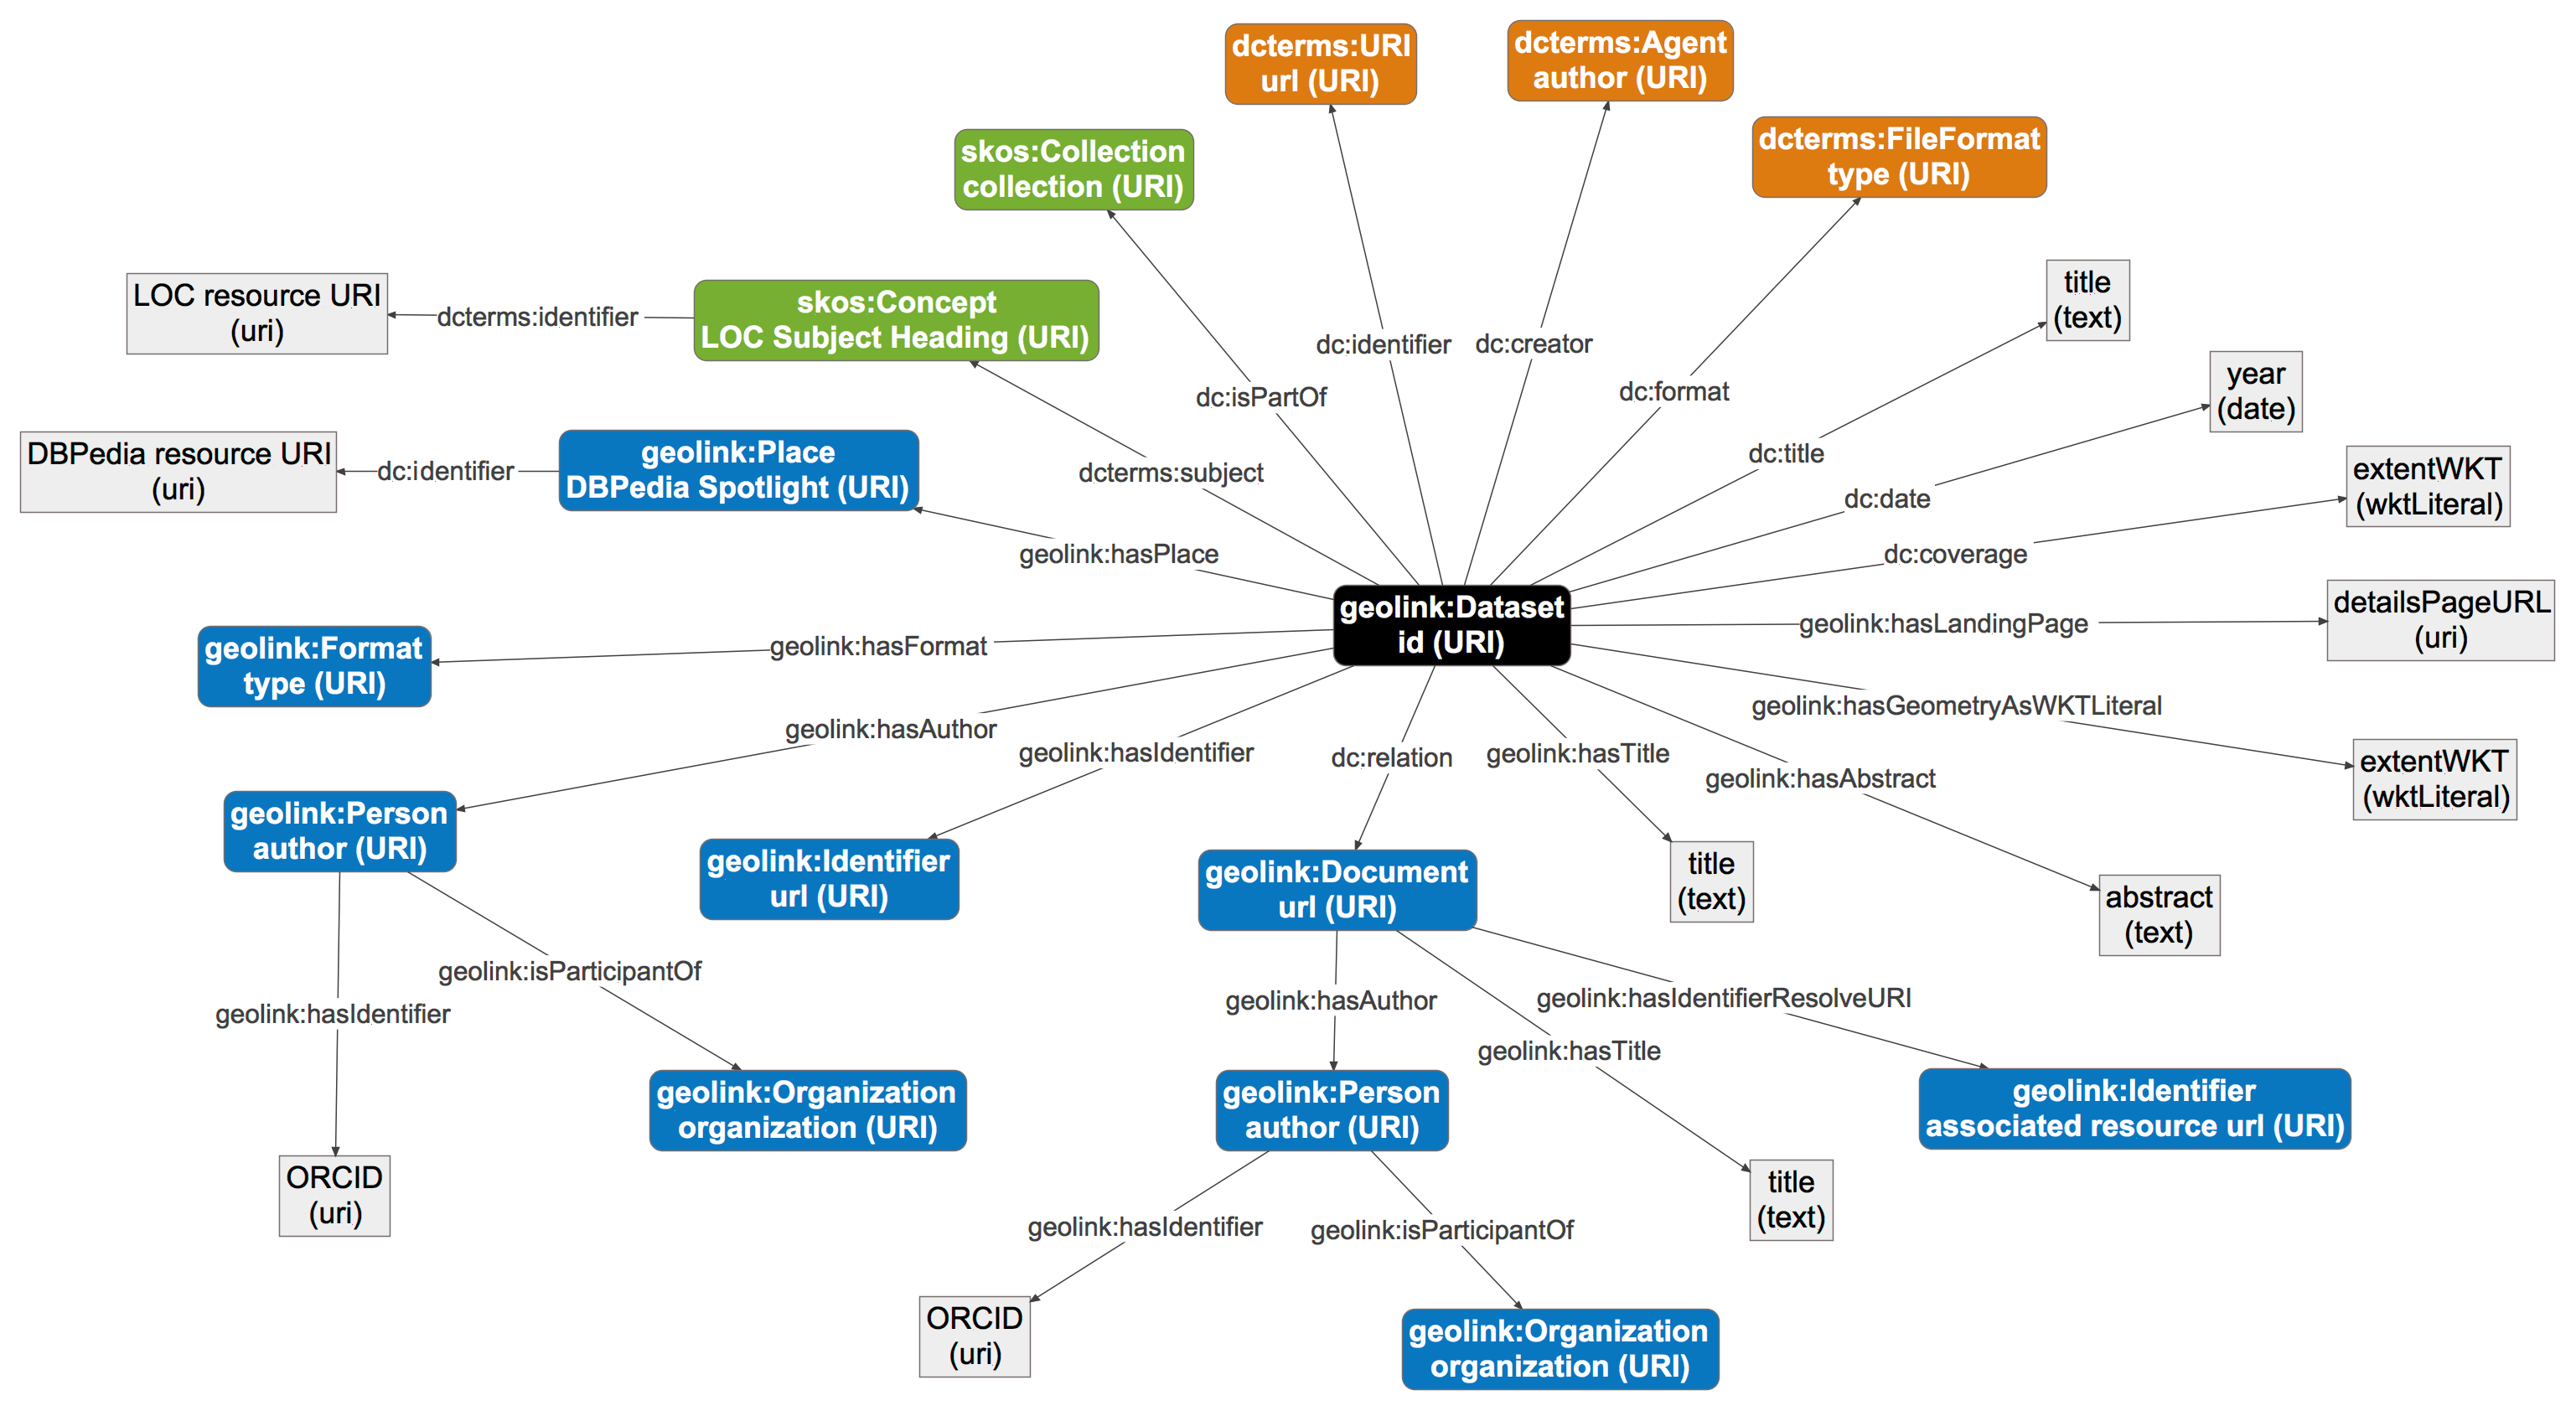 dcterms:URI
url (URI)
dcterms:Agent
author (URI)
dcterms:FileFormat
type (URI)
skos:Collection
collection (URI)
title
(text)
LOC resource URI
(uri)
dcterms:identifier
skos:Concept
LOC Subject Heading (URI)
dc:identifier
dc:creator
dc:isPartOf
dc:format
year
(date)
DBPedia resource URI
(uri)
dc:identifier
geolink:Place
DBPedia Spotlight (URI)
dcterms:subject
dc:title
dc:date
extentWKT
(wktLiteral)
geolink:hasPlace
dc:coverage
geolink:Dataset
id (URI)
geolink:hasLandingPage
detailsPageURL
(uri)
geolink:Format
type (URI)
geolink:hasFormat
geolink:hasAuthor
geolink:hasIdentifier
dc:relation
geolink:hasTitle
geolink:hasGeometryAsWKTLiteral
geolink:hasAbstract
extentWKT
(wktLiteral)
geolink:Person
author (URI)
geolink:Identifier
url (URI)
geolink:Document
url (URI)
title
(text)
abstract
(text)
geolink:isParticipantOf
geolink:hasIdentifier
geolink:hasAuthor
geolink:hasIdentifierResolveURI
geolink:hasTitle
geolink:Organization
organization (URI)
geolink:Person
author (URI)
geolink:Identifier
associated resource url (URI)
ORCID
(uri)
title
(text)
geolink:hasIdentifier
geolink:isParticipantOf
ORCID
(uri)
geolink:Organization
organization (URI)